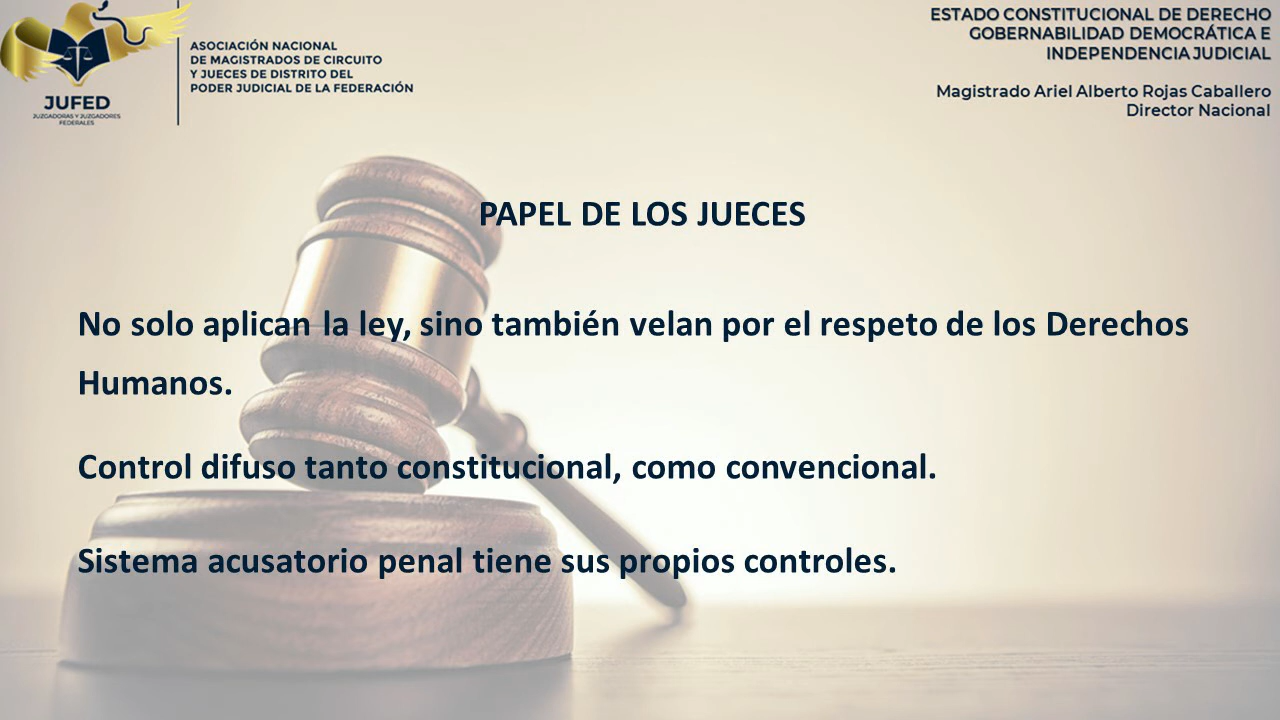 ASOCIACIÓN NACIONAL
DE MAGISTRADOS DE CIRCUITO
Y JUECES DE DISTRITO DEL
PODER JUDICIAL DE LA FEDERACIÓN
JUFED
JUZGADORAS Y JUZGADORES
FEDERALES
ESTADO CONSTITUCIONAL DE DERECHO
GOBERNABILIDAD DEMOCRÁTICA E
INDEPENDENCIA JUDICIAL
Magistrado Ariel Alberto Rojas Caballero
Director Nacional
PAPEL DE LOS JUECES
No solo aplican la ley, sino también velan por el respeto de los Derechos
Humanos.
Control difuso tanto constitucional, como convencional.
Sistema acusatorio penal tiene sus propios controles.